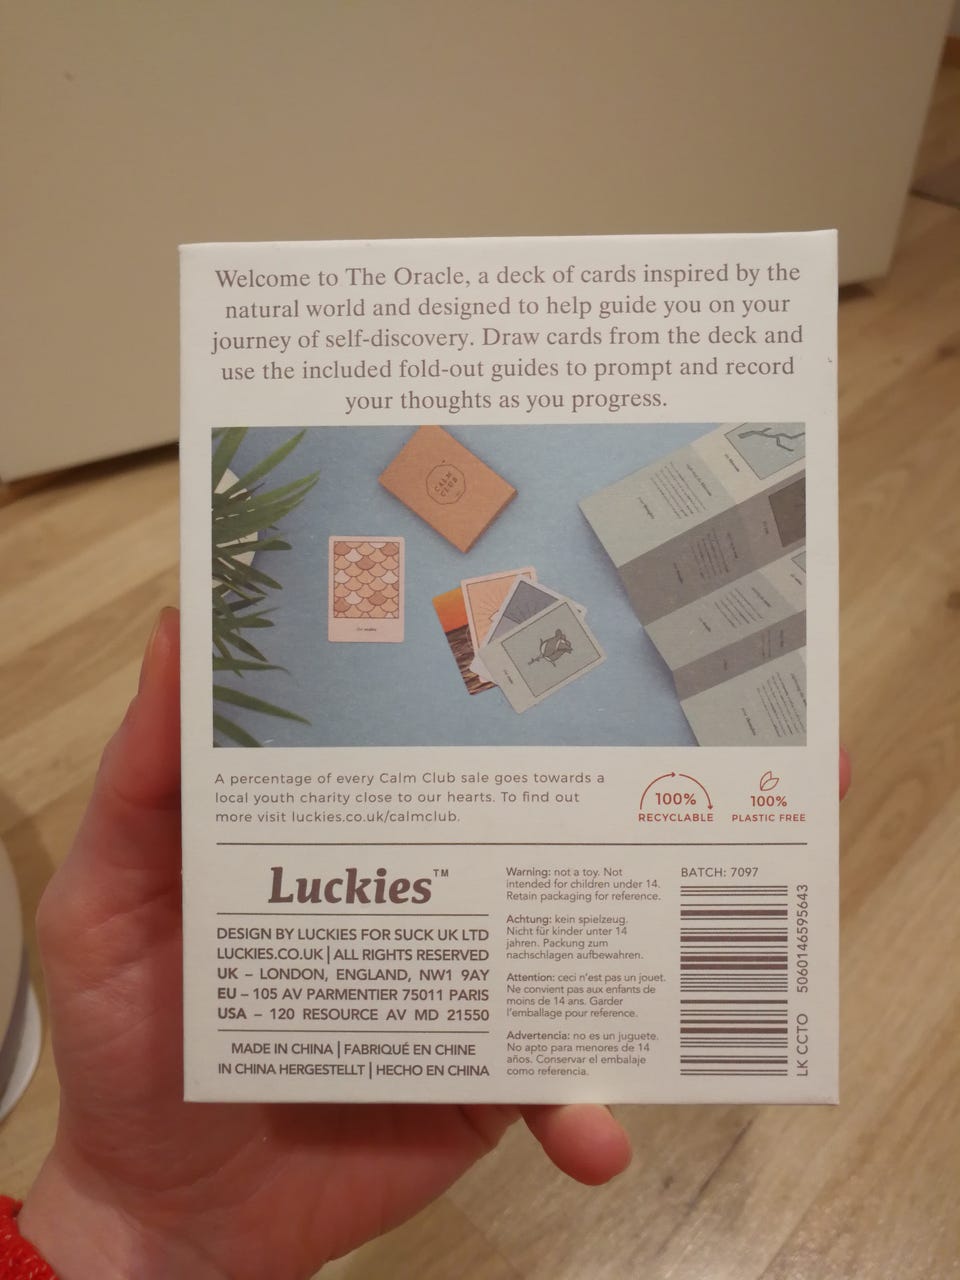 Welcome to The Oracle, a deck of cards inspired by the
natural world and designed to help guide you on your
journey of self-discovery. Draw cards from the deck and
use the included fold-out guides to prompt and record
your thoughts as you progress.
CALM
CLUB
A percentage of every Calm Club sale goes towards a
local youth charity close to our hearts. To find out
more visit luckies.co.uk/calmclub.
100%
RECYCLABLE
100%
PLASTIC FREE
Luckies™
DESIGN BY LUCKIES FOR SUCK UK LTD
LUCKIES.CO.UK | ALL RIGHTS RESERVED
UK – LONDON, ENGLAND, NW1 9AY
EU – 105 AV PARMENTIER 75011 PARIS
USA – 120 RESOURCE AV MD 21550
MADE IN CHINA | FABRIQUÉ EN CHINE
IN CHINA HERGESTELLT | HECHO EN CHINA
Warning: not a toy. Not
intended for children under 14.
Retain packaging for reference.
Achtung: kein spielzeug.
Nicht für kinder unter 14
jahren. Packung zum
nachschlagen aufbewahren.
Attention: ceci n'est pas un jouet.
Ne convient pas aux enfants de
moins de 14 ans. Garder
l'emballage pour reference.
Advertencia: no es un juguete.
No apto para menores de 14
años. Conservar el embalaje
como referencia.
BATCH: 7097
LK CCTO 5060146595643